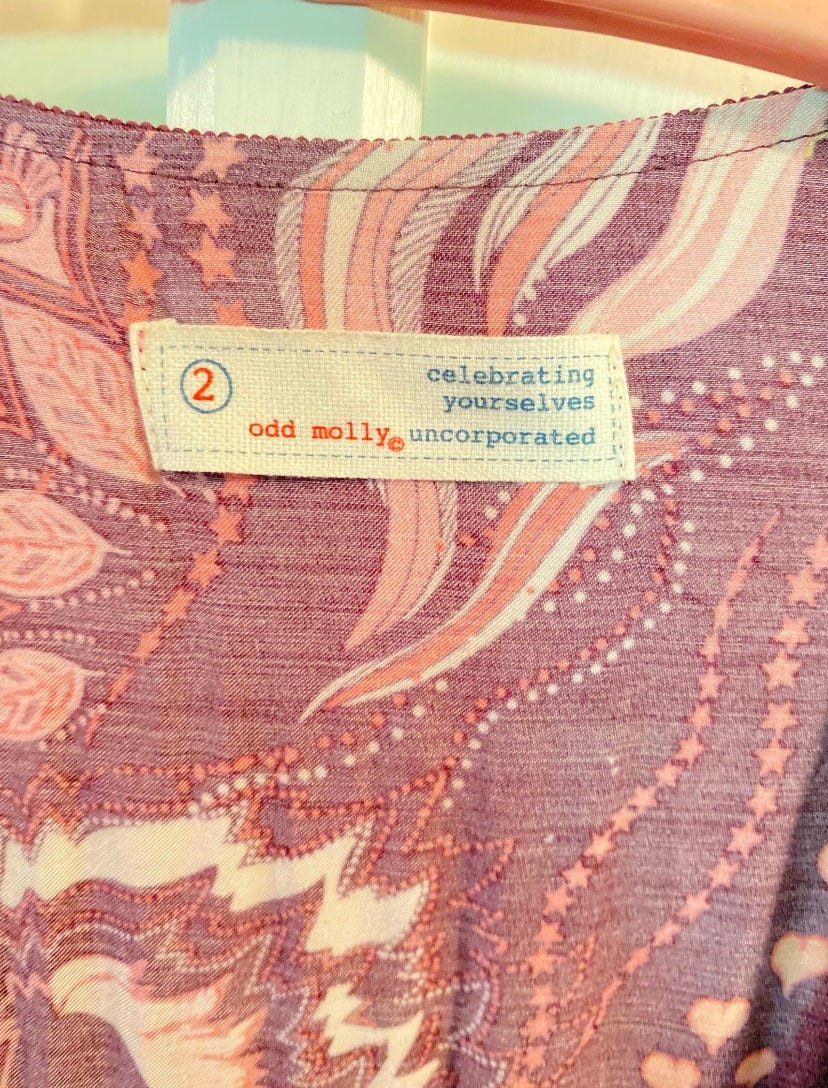 2
celebrating
yourselves
odd molly© uncorporated